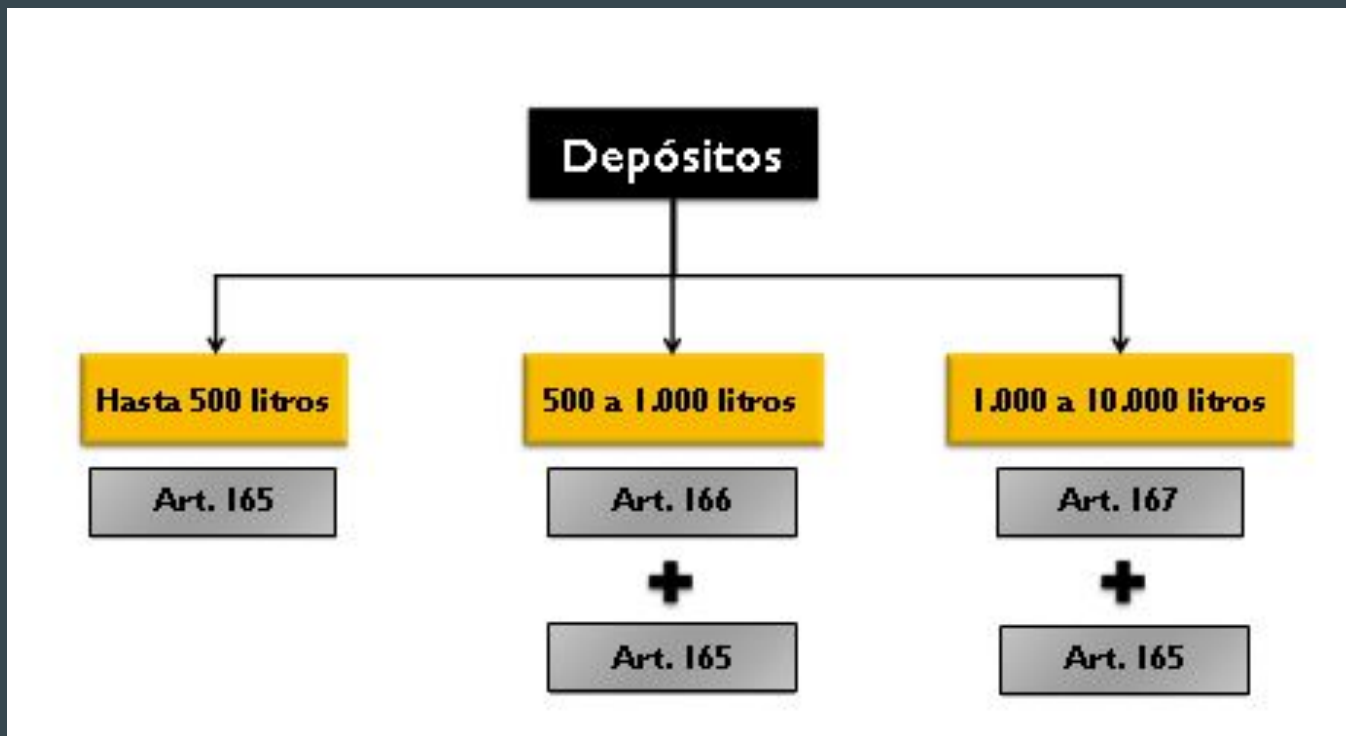 Depósitos
Hasta 500 litros
500 a 1.000 litros
1.000 a 10.000 litros
Art. 165
Art. 166
Art. 167
Art. 165
Art. 165